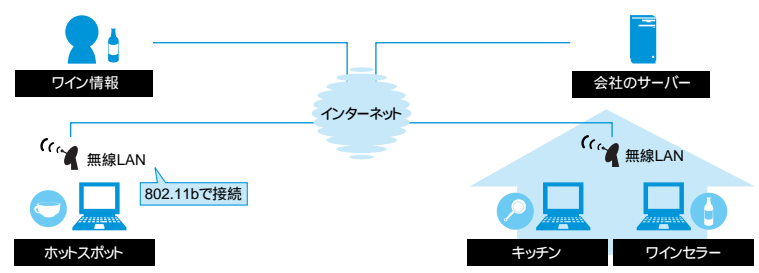 ワイン情報
会社のサーバー
インターネット
無線LAN
802.11bで接続
無線LAN
ホットスポット
キッチン
ワインセラー